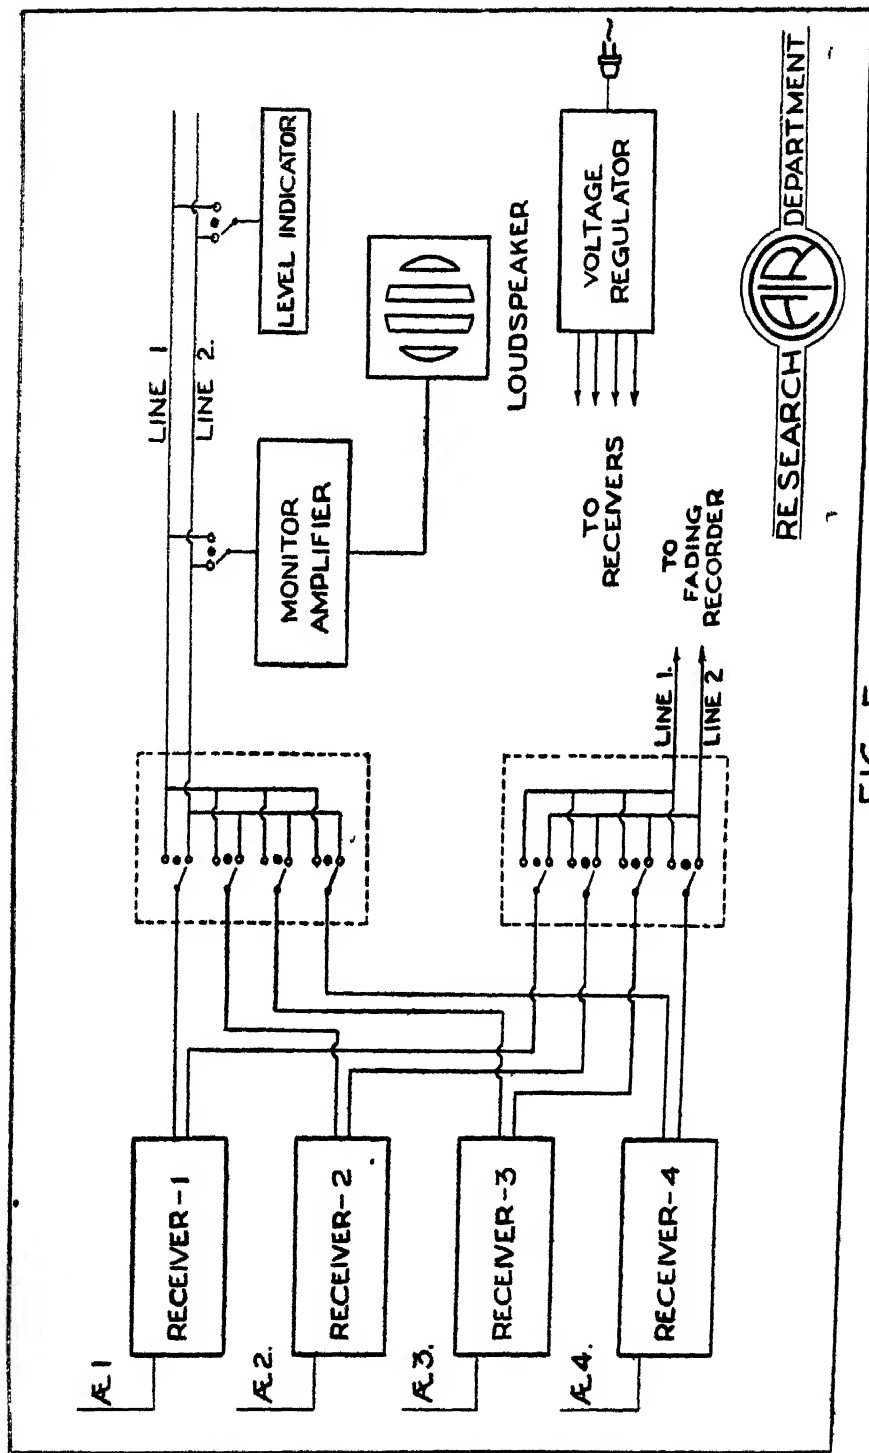 Æ 1
RECEIVER-1
Æ 2.
RECEIVER-2
Æ 3.
RECEIVER-3
Æ 4.
RECEIVER-4
LINE 1
LINE 2.
MONITOR
AMPLIFIER
LEVEL INDICATOR
LOUDSPEAKER
LINE 1.
LINE 2
TO
FADING
RECORDER
TO
RECEIVERS
VOLTAGE
REGULATOR
RESEARCH AIR DEPARTMENT